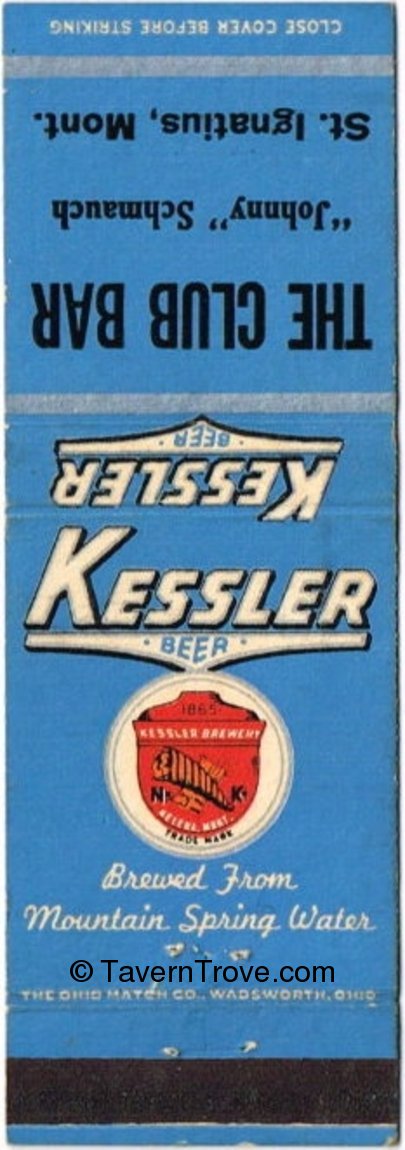 CLOSE COVER BEFORE STRIKING
St. Ignatius, Mont.
"Johnny" Schmauch
THE CLUB BAR
BEER
KESSLER
KESSLER
BEER
1865
KESSLER BREWERY
N. K.
HELENA, MONT.
TRADE MARK
Brewed From
Mountain Spring Water
© TavernTrove.com
THE OHIO MATCH CO., WADSWORTH, OHIO